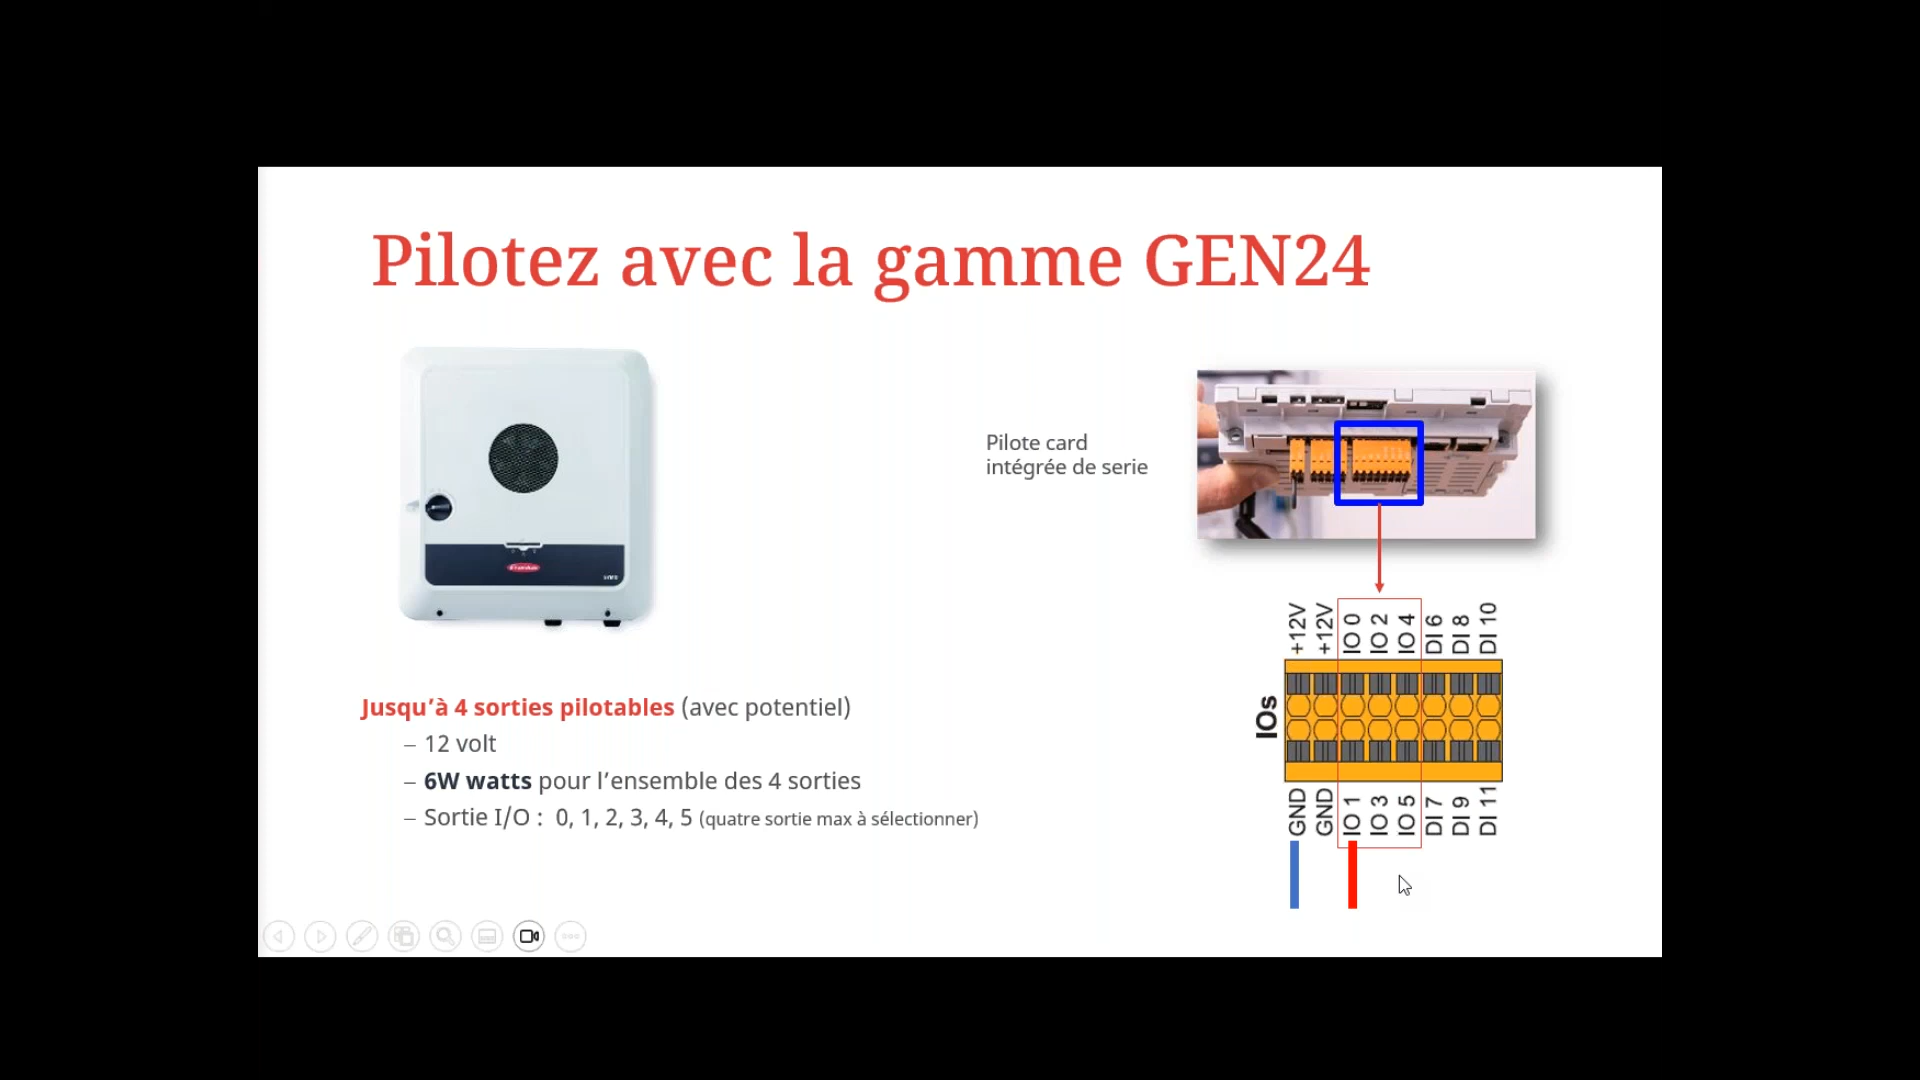 Pilotez avec la gamme GEN24
Pilote card
intégrée de serie
+12V
+12V
IO 0
IO 2
IO 4
DI 6
DI 8
DI 10
IOs
GND
GND
IO 1
IO 3
IO 5
DI 7
DI 9
DI 11
Jusqu'à 4 sorties pilotables (avec potentiel)
– 12 volt
– 6W watts pour l'ensemble des 4 sorties
– Sortie I/O : 0, 1, 2, 3, 4, 5 (quatre sortie max à sélectionner)